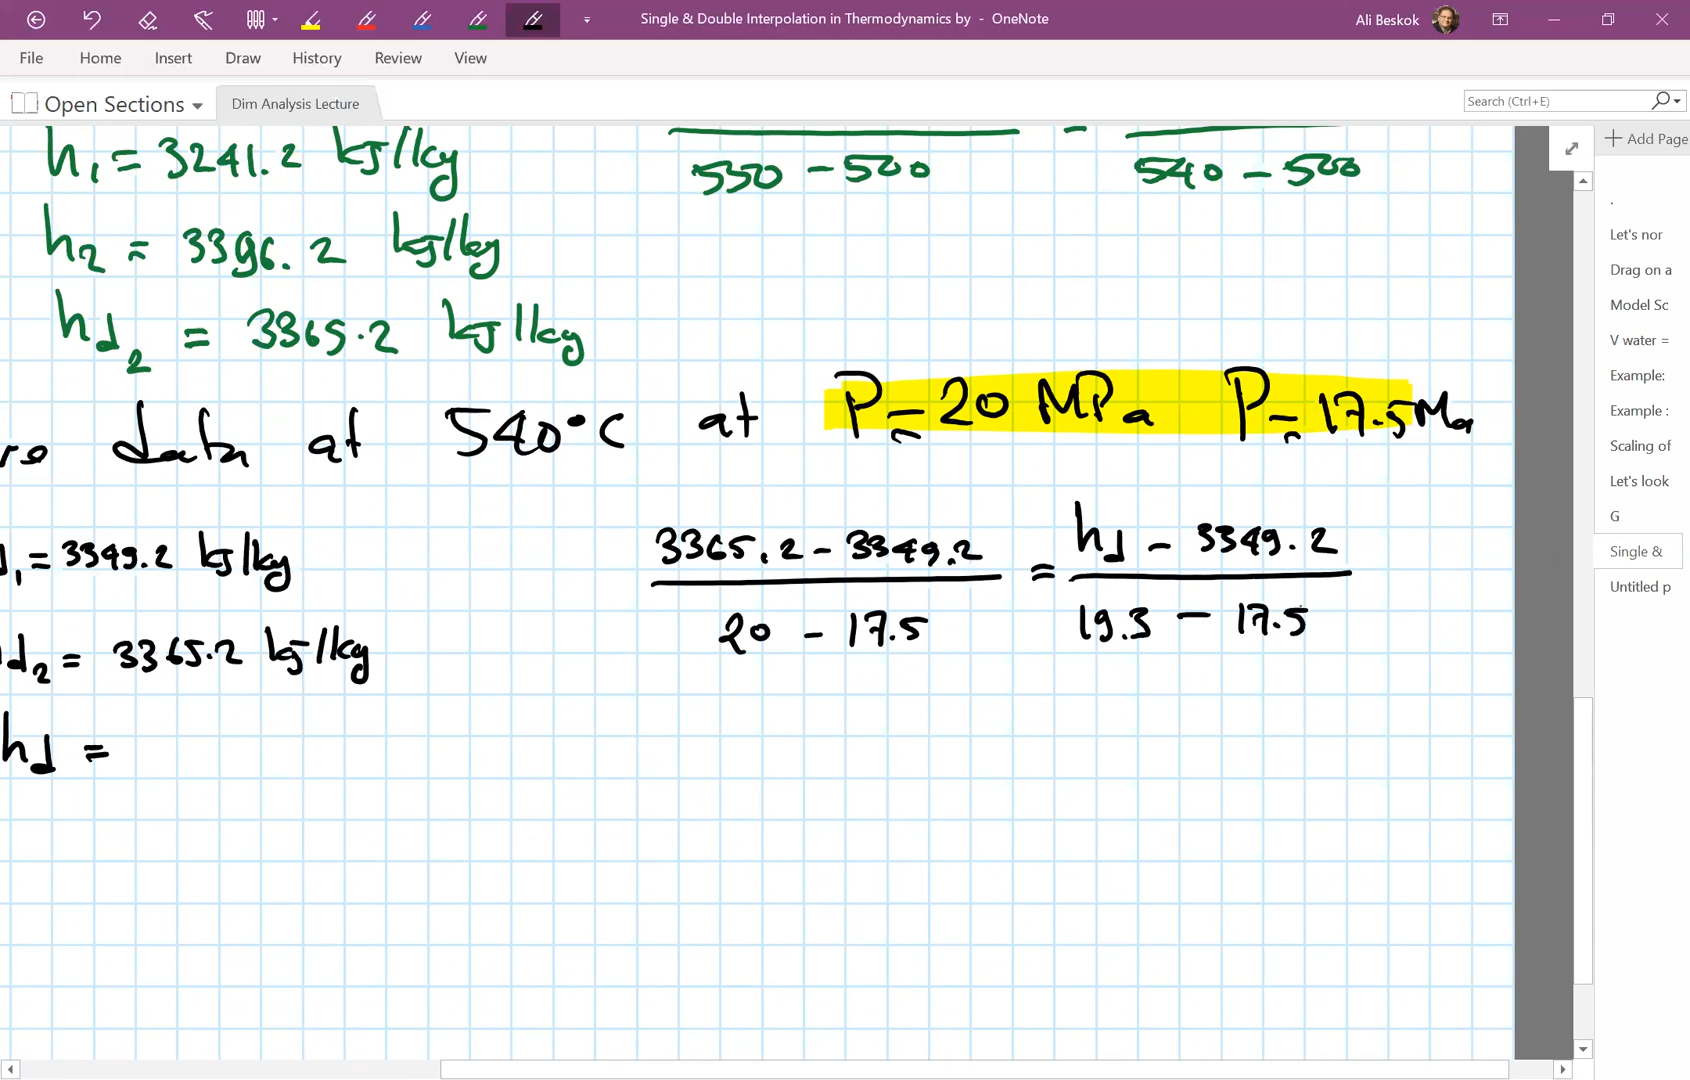 Single & Double Interpolation in Thermodynamics by - OneNote
Ali Beskok
File Home Insert Draw History Review View
Open Sections
Dim Analysis Lecture
Search (Ctrl+E)
Add Page
.
Let's nor
Drag on a
Model Sc
V water =
Example:
Example :
Scaling of
Let's look
G
Single &
Untitled p
h1 = 3241.2 kJ/kg
550 - 500 = 540 - 500
h2 = 3396.2 kJ/kg
hd2 = 3365.2 kJ/kg
data at 540°C at P = 20 MPa P = 17.5 Ma
d1 = 3349.2 kJ/kg
3365.2 - 3349.2 = hd - 3349.2
20 - 17.5 19.3 - 17.5
d2 = 3365.2 kJ/kg
hd =